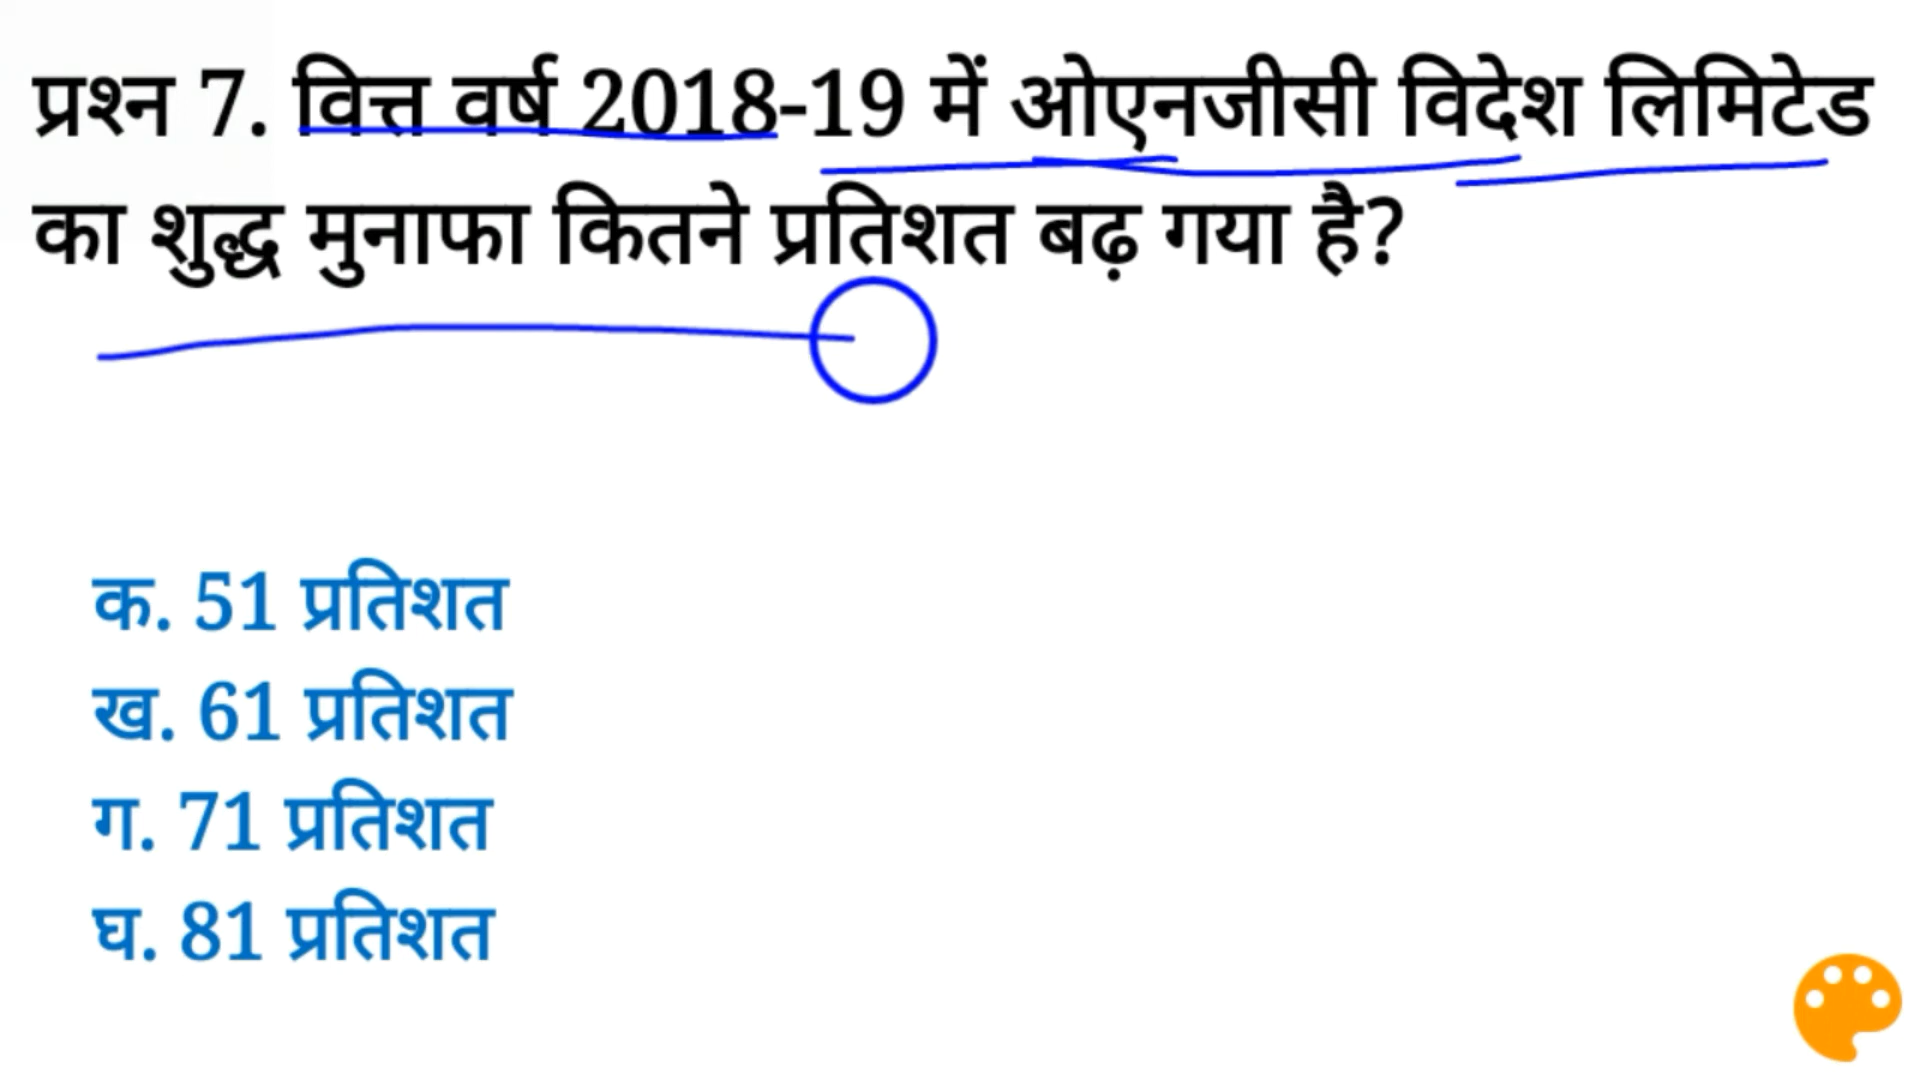 प्रश्न 7. वित्त वर्ष 2018-19 में ओएनजीसी विदेश लिमिटेड
का शुद्ध मुनाफा कितने प्रतिशत बढ़ गया है?
क. 51 प्रतिशत
ख. 61 प्रतिशत
ग. 71 प्रतिशत
घ. 81 प्रतिशत